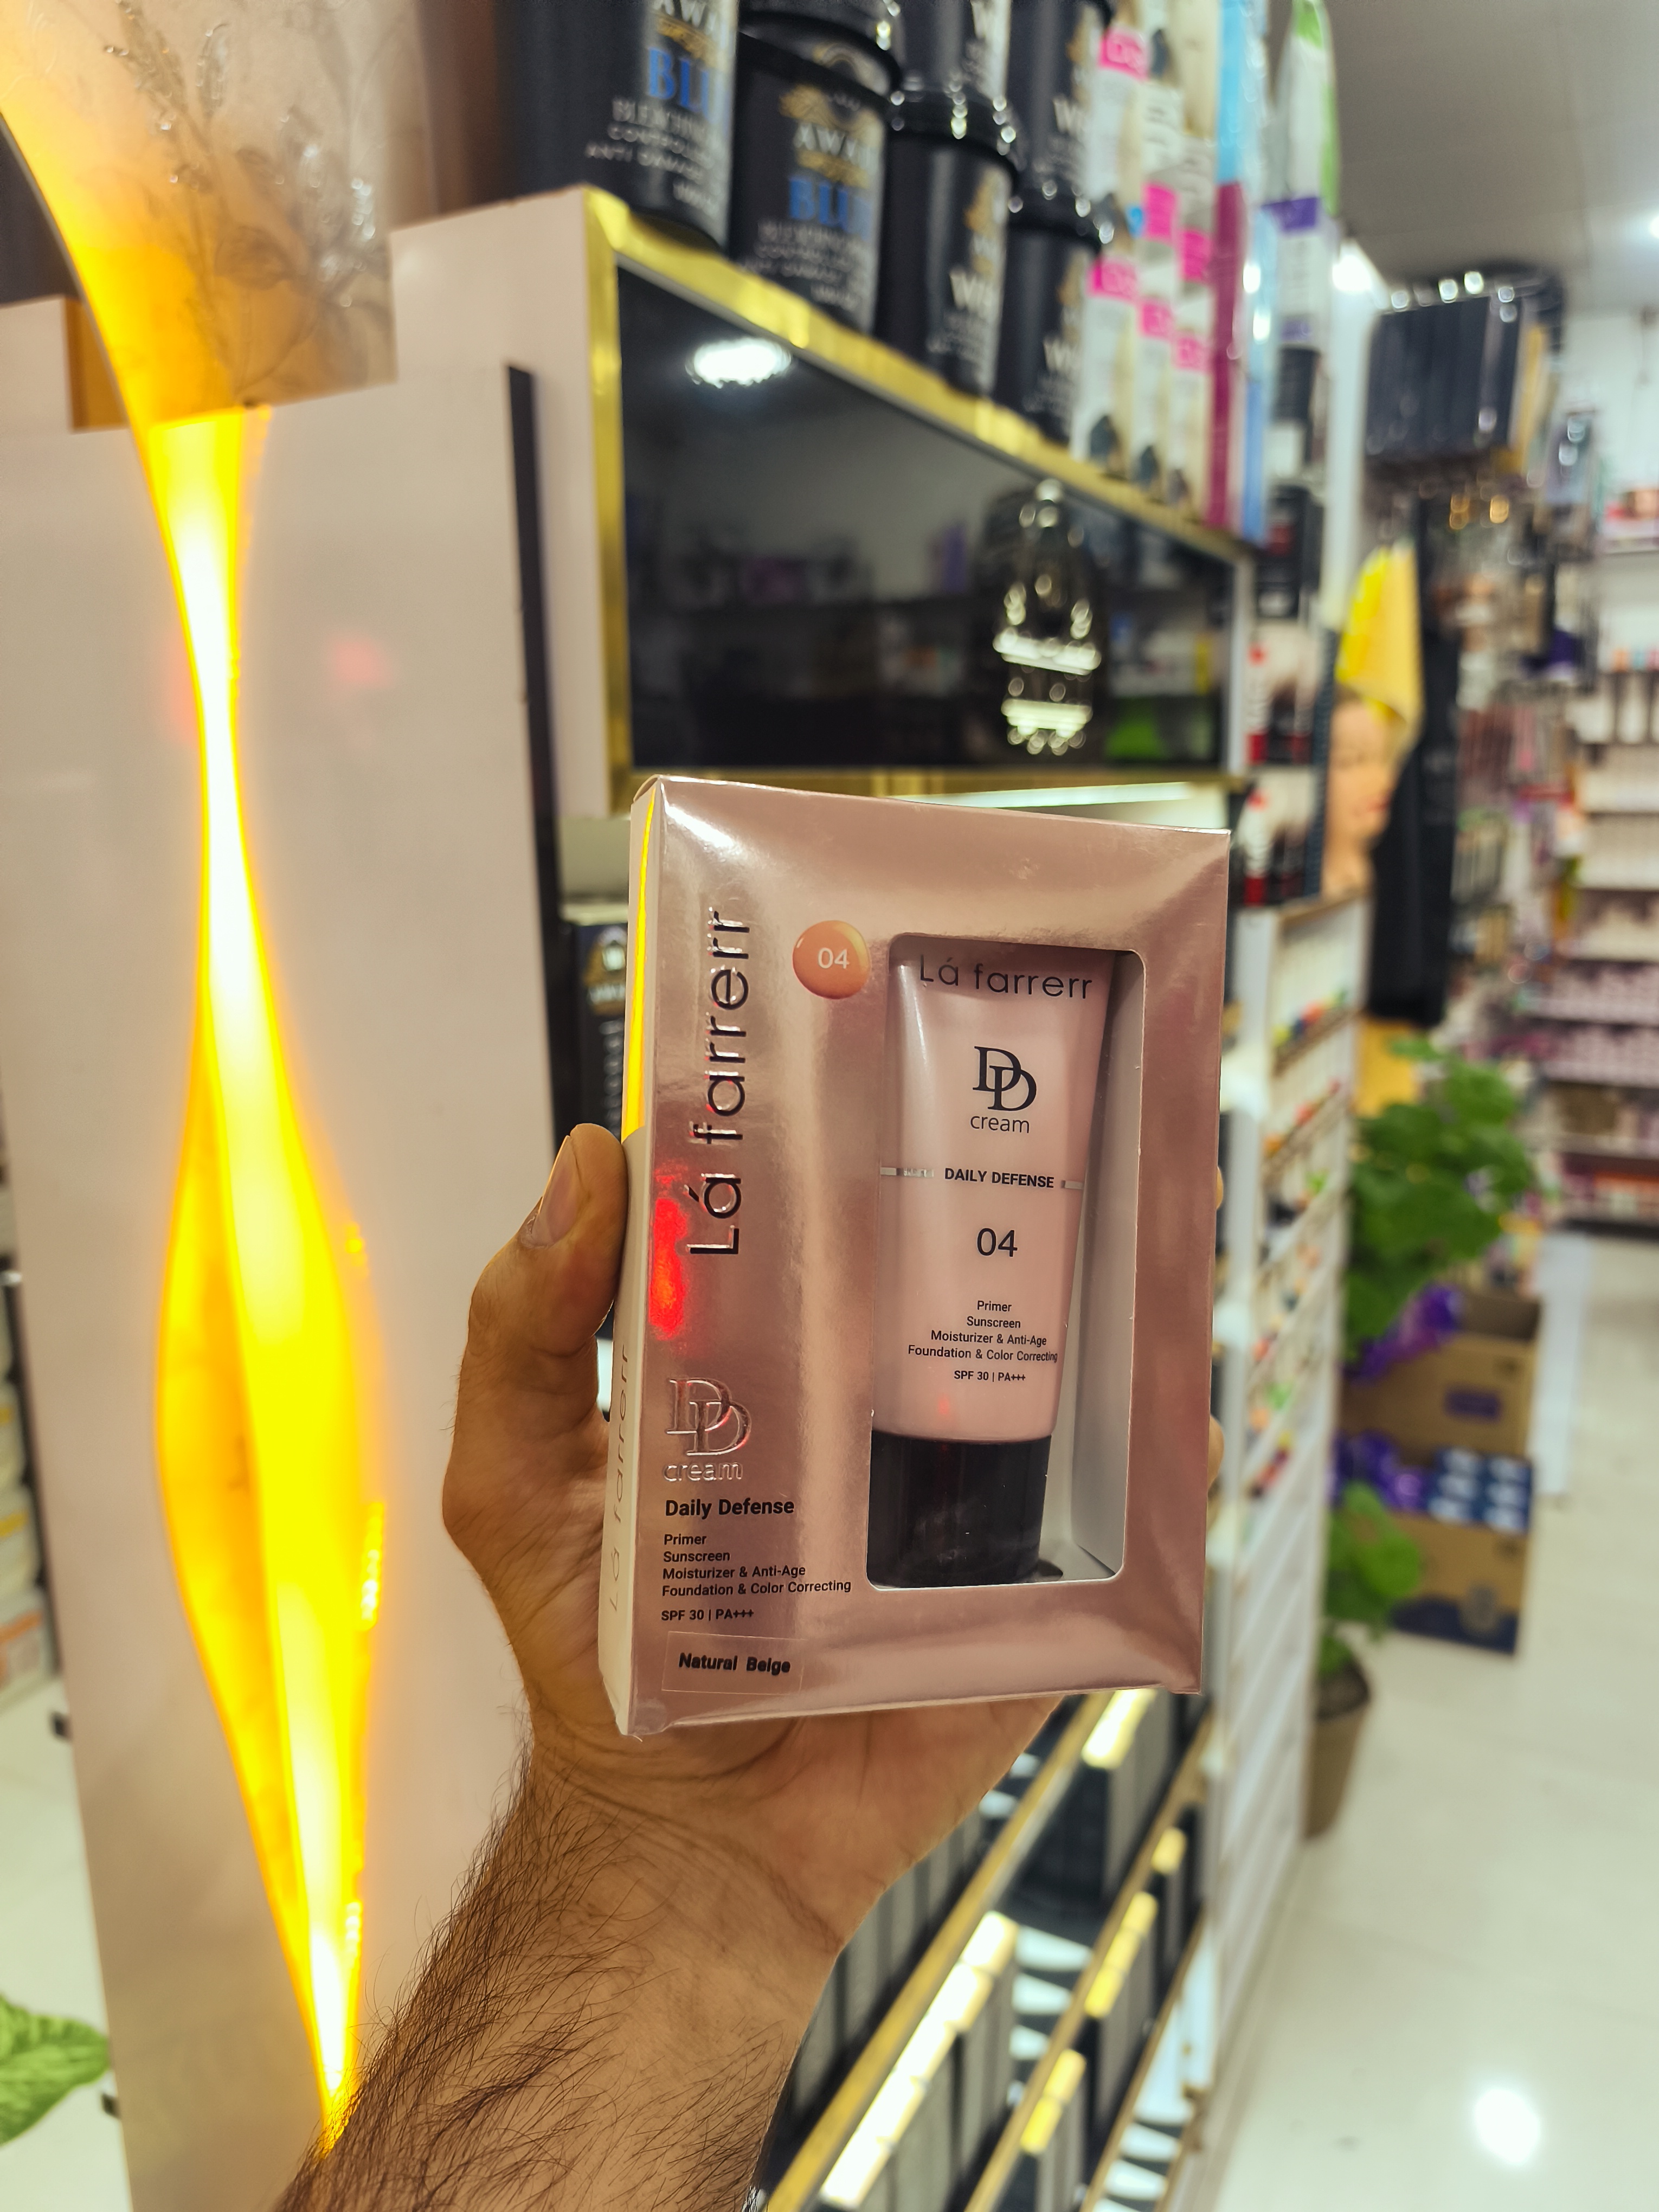 Lá farrerr
04
DD
cream
Daily Defense
Primer
Sunscreen
Moisturizer & Anti-Age
Foundation & Color Correcting
SPF 30 | PA+++
Natural Beige
Lá farrerr
DD
cream
DAILY DEFENSE
04
Primer
Sunscreen
Moisturizer & Anti-Age
Foundation & Color Correcting
SPF 30 | PA+++
Lá farrerr